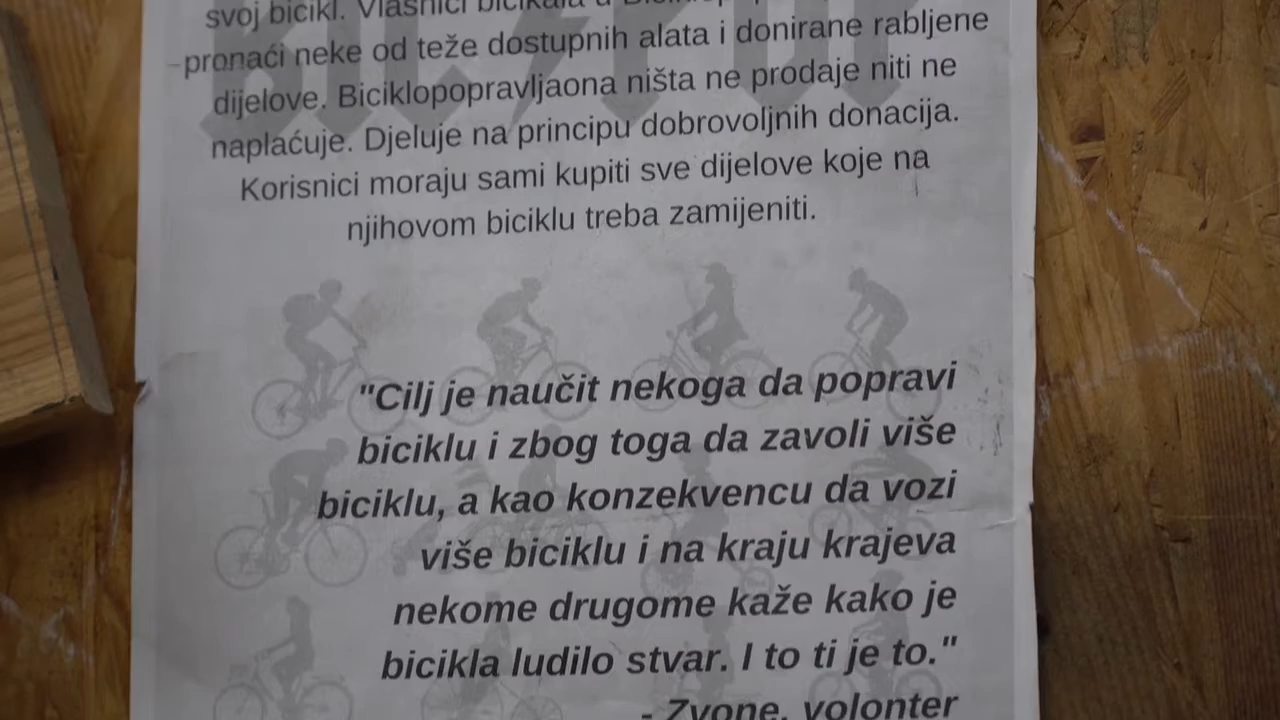 svoj bicikl. Vlasnici bicikala u
pronaći neke od teže dostupnih alata i donirane rabljene
dijelove. Biciklopopravljaona ništa ne prodaje niti ne
naplaćuje. Djeluje na principu dobrovoljnih donacija.
Korisnici moraju sami kupiti sve dijelove koje na
njihovom biciklu treba zamijeniti.
"Cilj je naučit nekoga da popravi
biciklu i zbog toga da zavoli više
biciklu, a kao konzekvencu da vozi
više biciklu i na kraju krajeva
nekome drugome kaže kako je
bicikla ludilo stvar. I to ti je to."
- Zvone, volonter